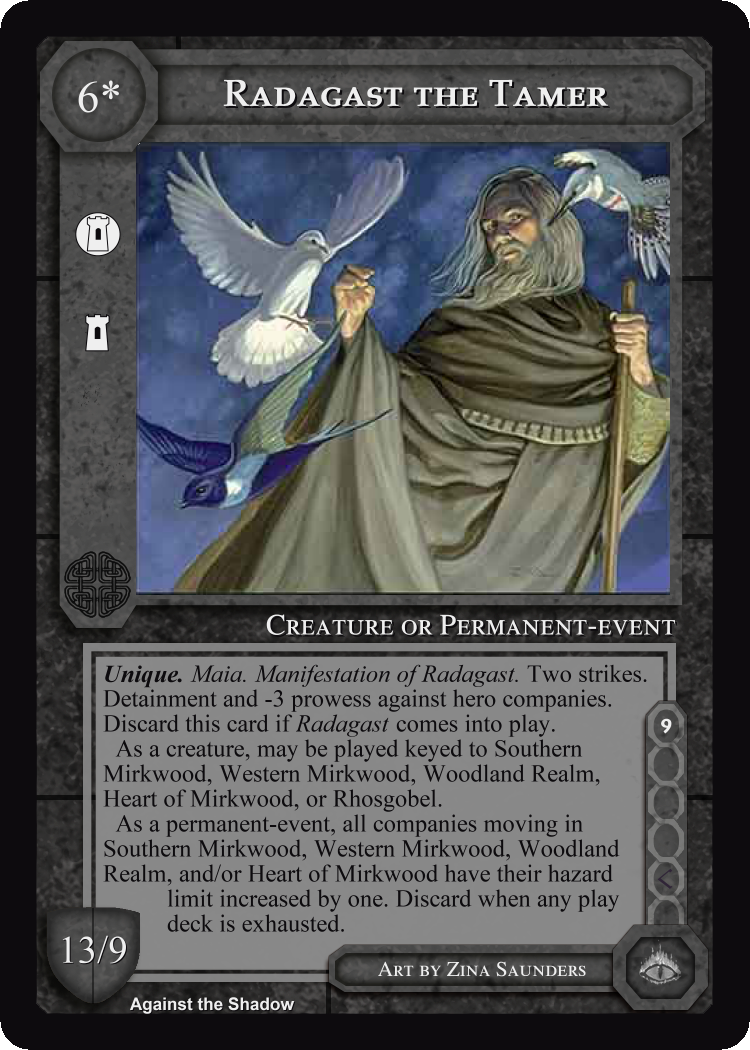 6*
RADAGAST THE TAMER
CREATURE OR PERMANENT-EVENT
Unique. Maia. Manifestation of Radagast. Two strikes.
Detainment and -3 prowess against hero companies.
Discard this card if Radagast comes into play.
As a creature, may be played keyed to Southern
Mirkwood, Western Mirkwood, Woodland Realm,
Heart of Mirkwood, or Rhosgobel.
As a permanent-event, all companies moving in
Southern Mirkwood, Western Mirkwood, Woodland
Realm, and/or Heart of Mirkwood have their hazard
limit increased by one. Discard when any play
deck is exhausted.
9
13/9
ART BY ZINA SAUNDERS
Against the Shadow